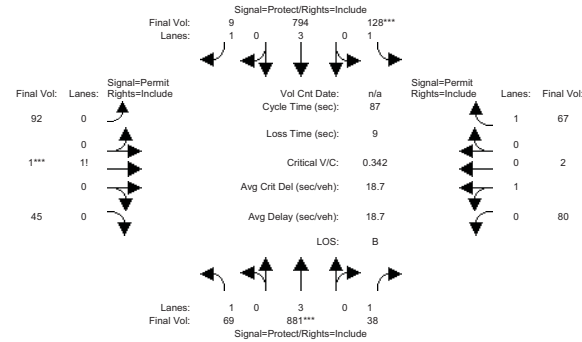 Signal=Protect/Rights=Include
Final Vol: 9 794 128***
Lanes: 1 0 3 0 1
Signal=Permit
Final Vol: Lanes: Rights=Include
Vol Cnt Date: n/a
Signal=Permit
Rights=Include Lanes: Final Vol:
Cycle Time (sec): 87
92 0
1 67
Loss Time (sec): 9
0
0
1*** 1!
Critical V/C: 0.342
0 2
0
Avg Crit Del (sec/veh): 18.7
1
45 0
Avg Delay (sec/veh): 18.7
0 80
LOS: B
Lanes: 1 0 3 0 1
Final Vol: 69 881*** 38
Signal=Protect/Rights=Include